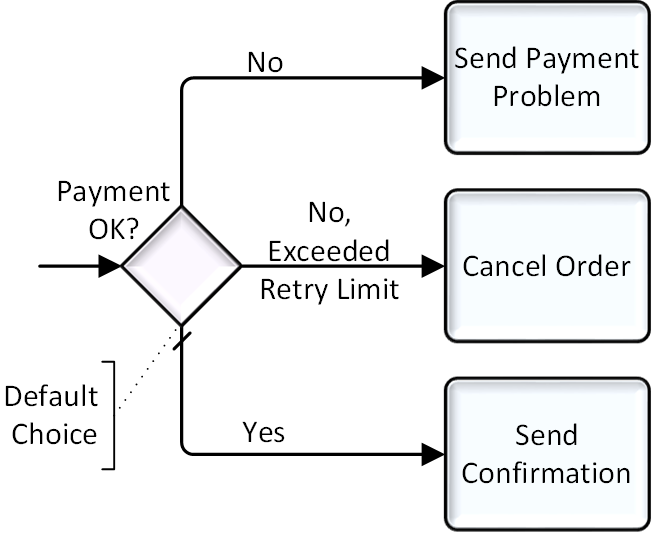 No
Send Payment
Problem
Payment
OK?
No,
Exceeded
Retry Limit
Cancel Order
Default
Choice
Yes
Send
Confirmation